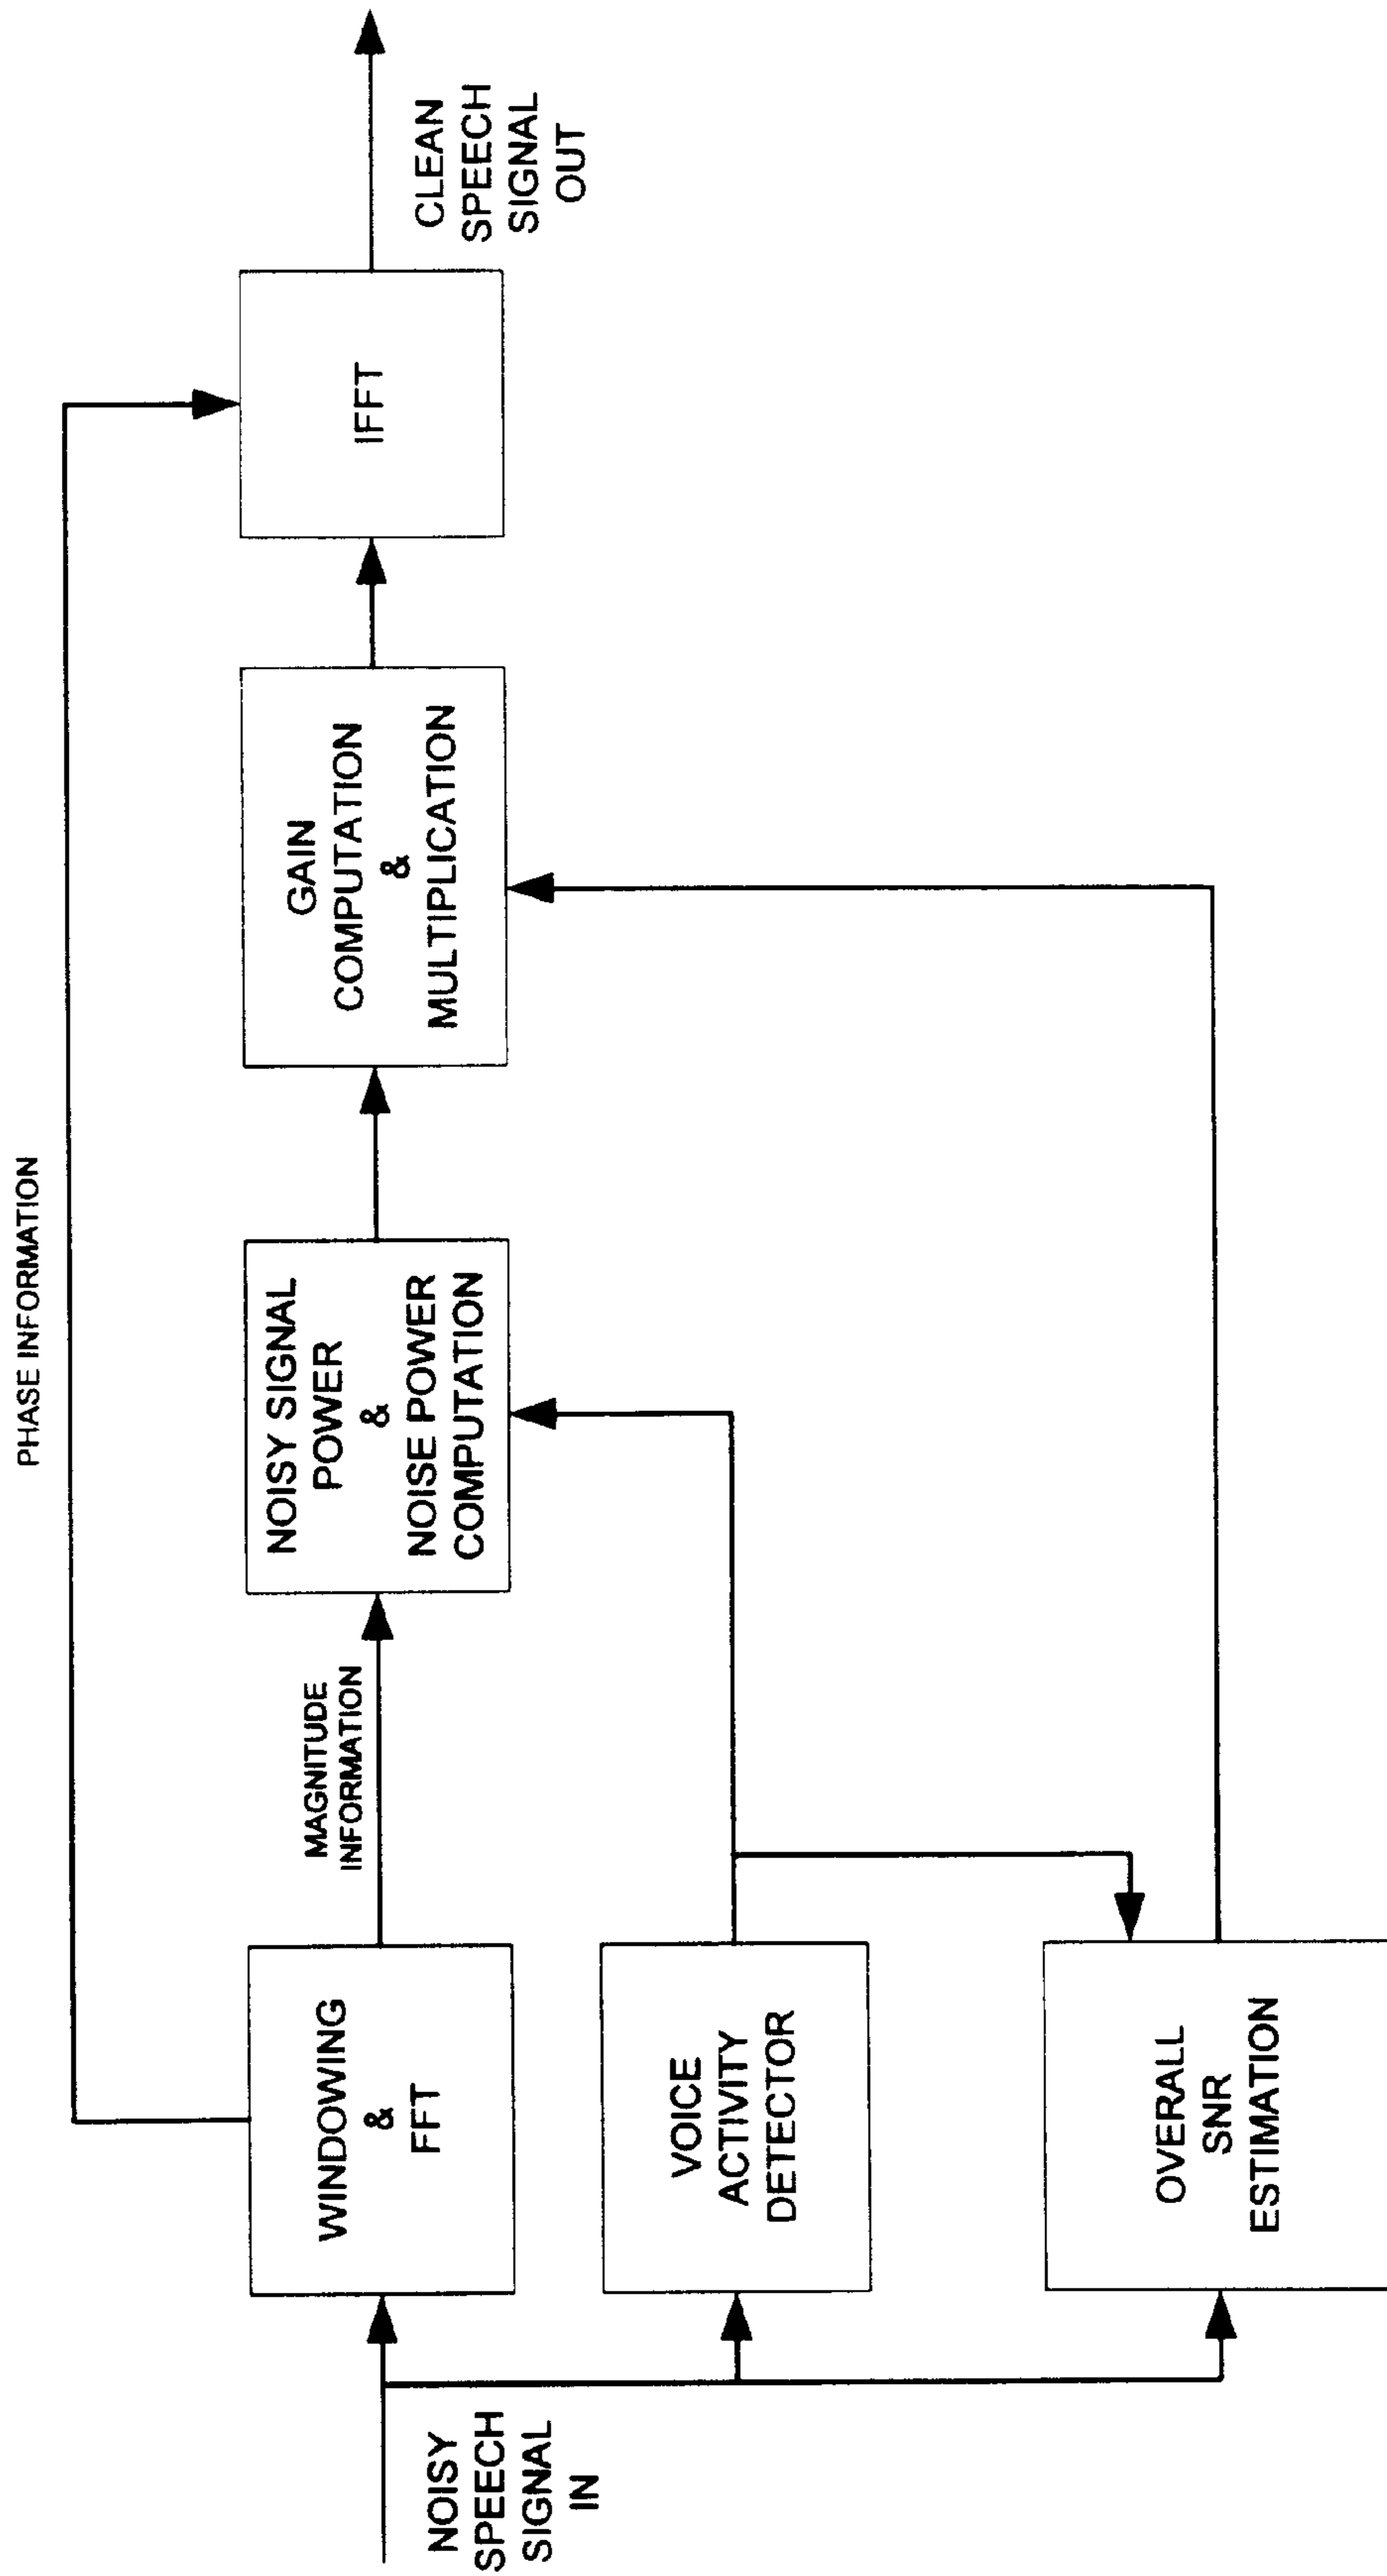 PHASE INFORMATION
NOISY
SPEECH
SIGNAL
IN
WINDOWING
&
FFT
MAGNITUDE
INFORMATION
NOISY SIGNAL
POWER
&
NOISE POWER
COMPUTATION
GAIN
COMPUTATION
&
MULTIPLICATION
IFFT
CLEAN
SPEECH
SIGNAL
OUT
VOICE
ACTIVITY
DETECTOR
OVERALL
SNR
ESTIMATION